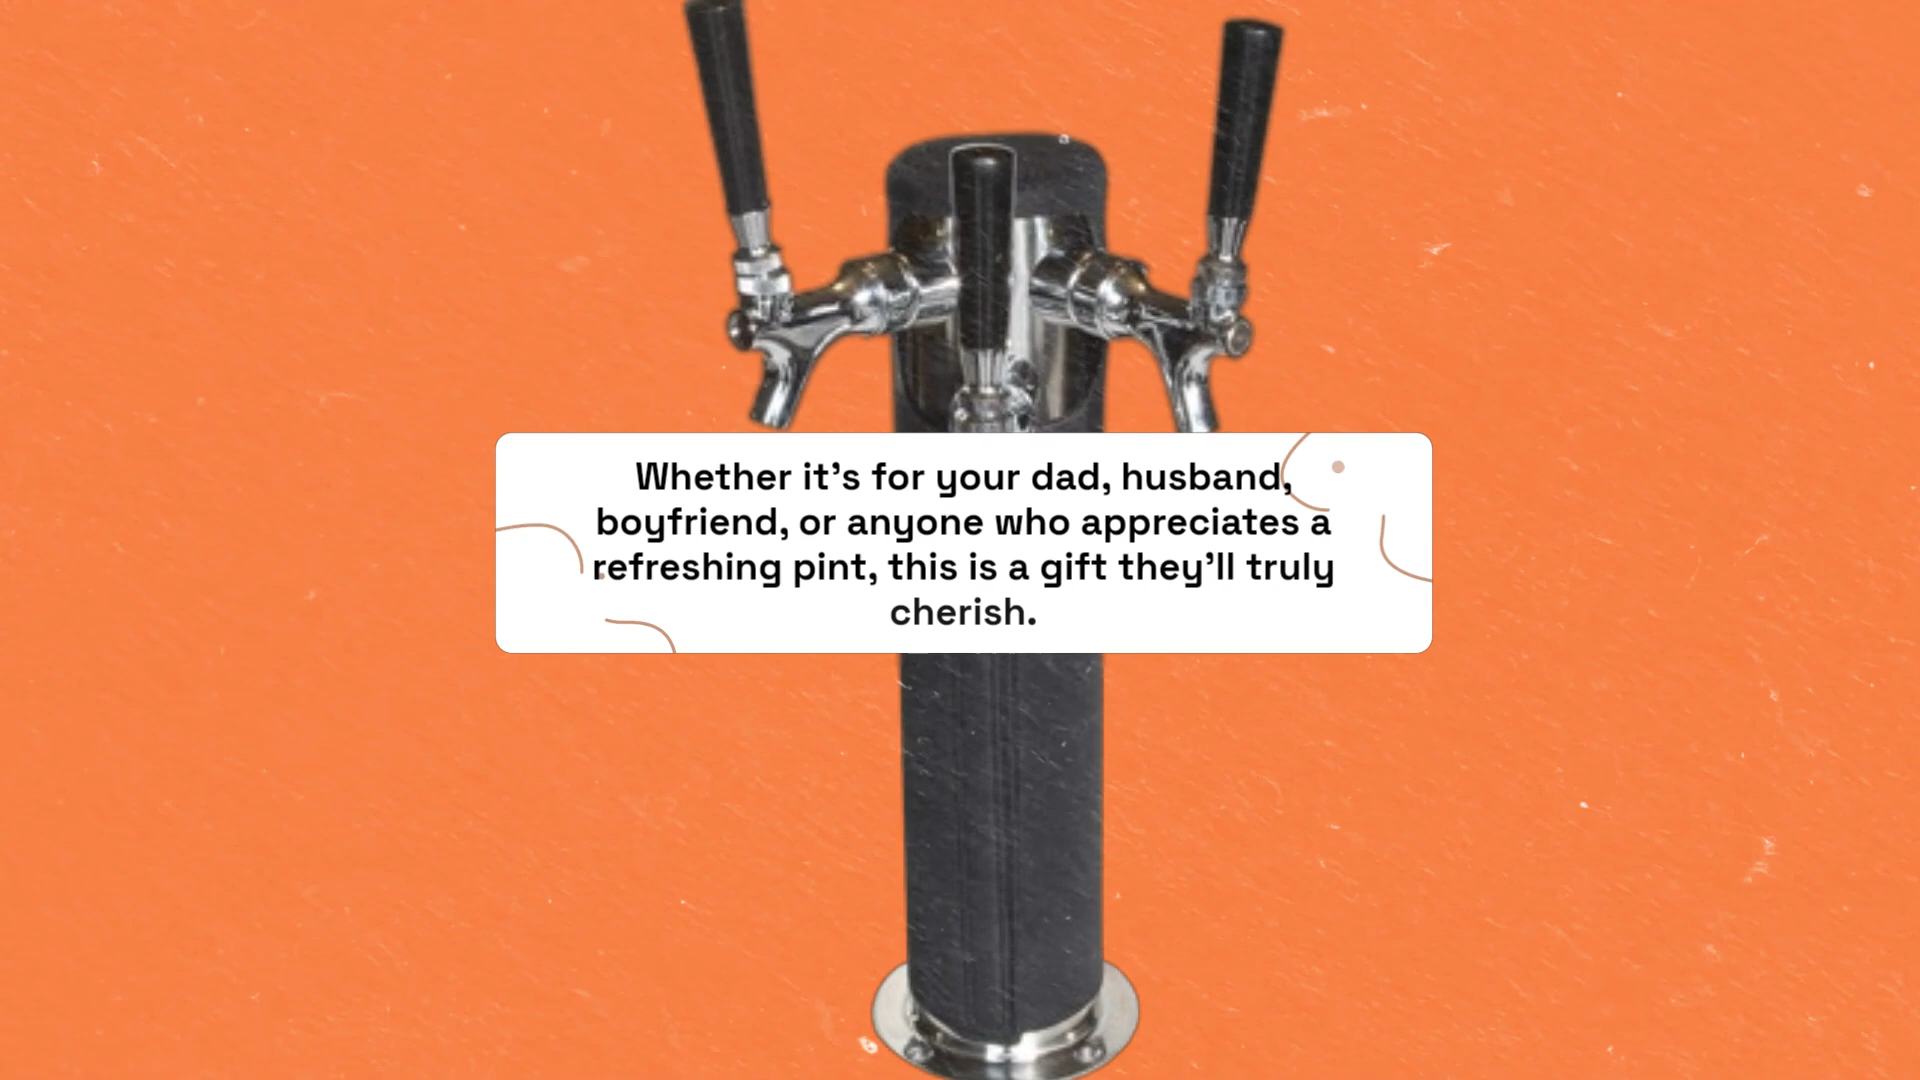 Whether it’s for your dad, husband,
boyfriend, or anyone who appreciates a
refreshing pint, this is a gift they’ll truly
cherish.